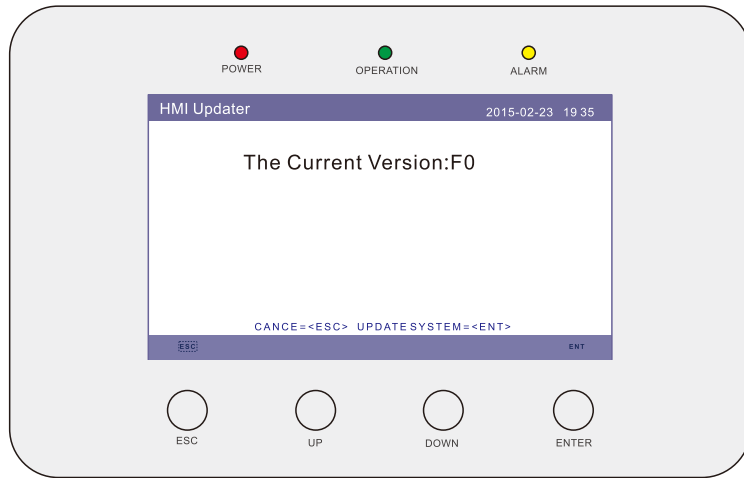 POWER OPERATION ALARM
HMI Updater 2015-02-23 19 35
The Current Version:F0
CANCE=<ESC> UPDATE SYSTEM=<ENT>
ESC ENT
ESC UP DOWN ENTER